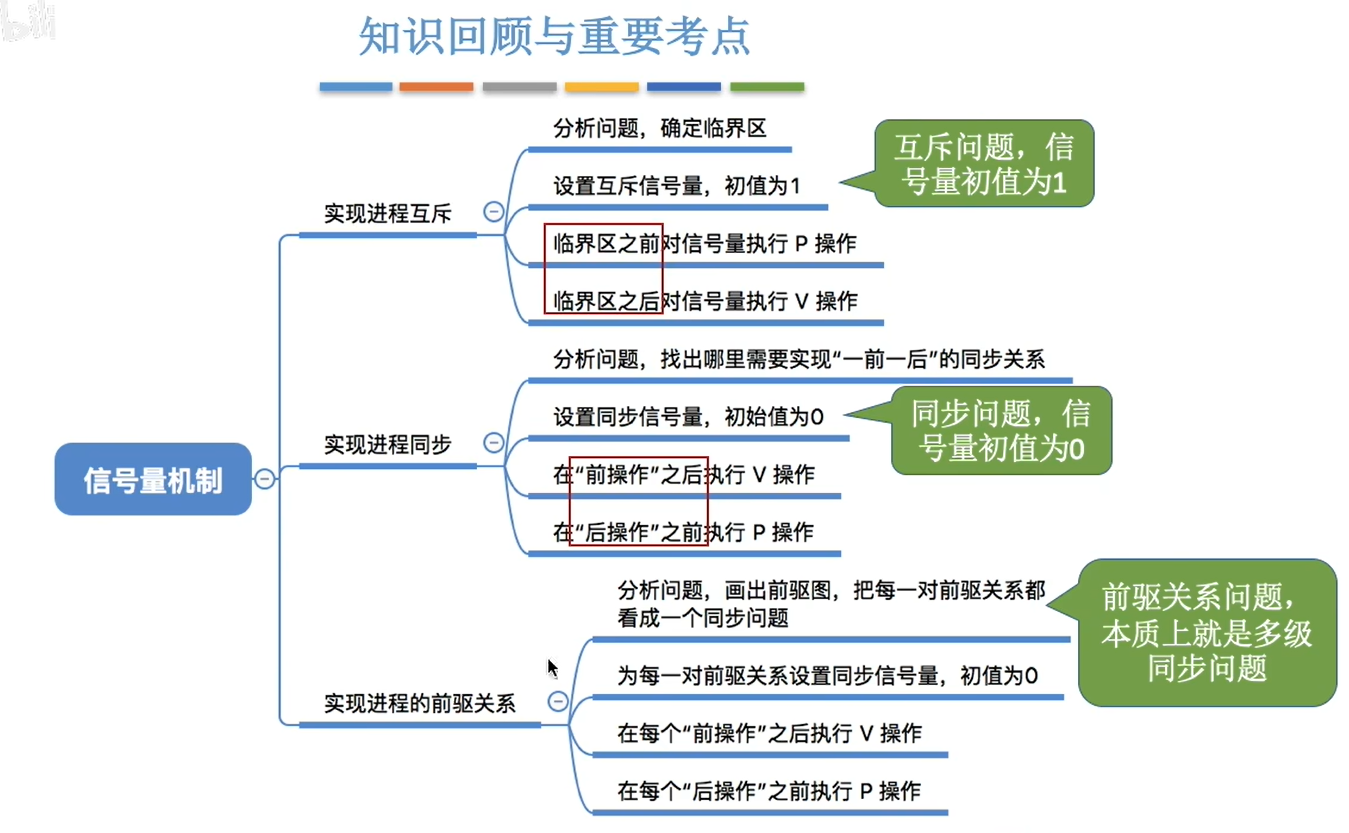 知识回顾与重要考点
分析问题，确定临界区
设置互斥信号量，初值为1
实现进程互斥
临界区之前对信号量执行 P 操作
临界区之后对信号量执行 V 操作
互斥问题，信
号量初值为1
分析问题，找出哪里需要实现“一前一后”的同步关系
设置同步信号量，初始值为0
实现进程同步
在“前操作”之后执行 V 操作
在“后操作”之前执行 P 操作
同步问题，信
号量初值为0
信号量机制
分析问题，画出前驱图，把每一对前驱关系都
看成一个同步问题
为每一对前驱关系设置同步信号量，初值为0
实现进程的前驱关系
在每个“前操作”之后执行 V 操作
在每个“后操作”之前执行 P 操作
前驱关系问题，
本质上就是多级
同步问题